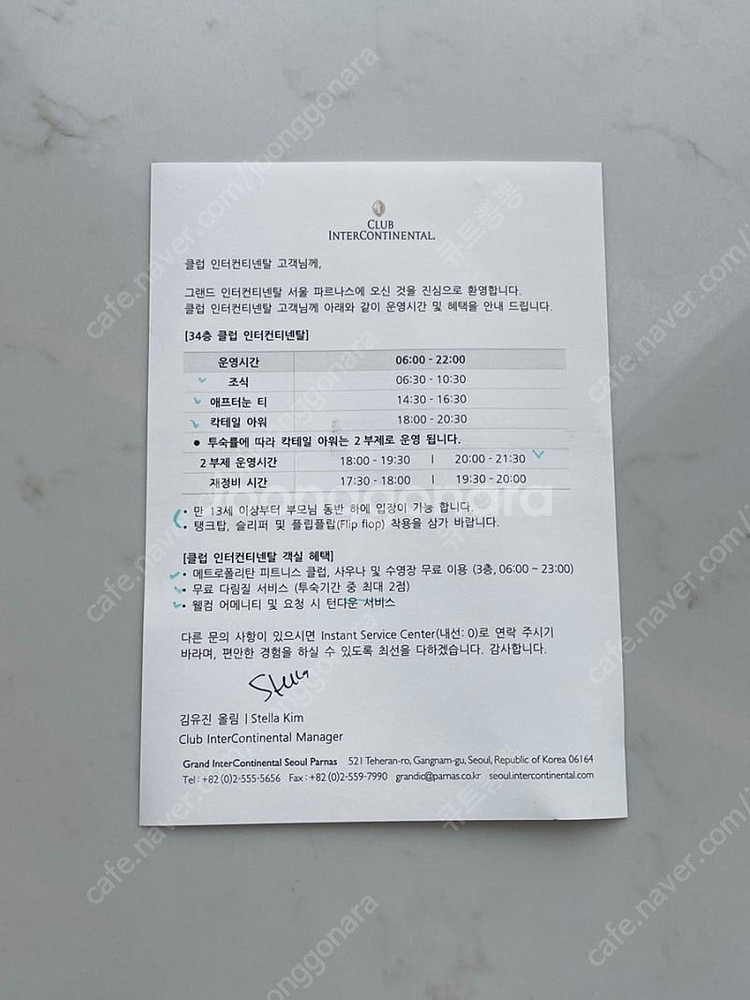 CLUB
INTERCONTINENTAL.
클럽 인터컨티넨탈 고객님께,
그랜드 인터컨티넨탈 서울 파르나스에 오신 것을 진심으로 환영합니다.
클럽 인터컨티넨탈 고객님께 아래와 같이 운영시간 및 혜택을 안내 드립니다.
[34층 클럽 인터컨티넨탈]
운영시간 06:00 - 22:00
조식 06:30 - 10:30
애프터눈 티 14:30 - 16:30
칵테일 아워 18:00 - 20:30
● 투숙률에 따라 칵테일 아워는 2 부제로 운영 됩니다.
2 부제 운영시간 18:00 - 19:30 | 20:00 - 21:30
재정비 시간 17:30 - 18:00 | 19:30 - 20:00
• 만 13세 이상부터 부모님 동반 하에 입장이 가능 합니다.
• 탱크탑, 슬리퍼 및 플립플랍(Flip flop) 착용을 삼가 바랍니다.
[클럽 인터컨티넨탈 객실 혜택]
• 메트로폴리탄 피트니스 클럽, 사우나 및 수영장 무료 이용 (3층, 06:00 ~ 23:00)
• 무료 다림질 서비스 (투숙기간 중 최대 2점)
• 웰컴 어메니티 및 요청 시 턴다운 서비스
다른 문의 사항이 있으시면 Instant Service Center(내선: 0)로 연락 주시기
바라며, 편안한 경험을 하실 수 있도록 최선을 다하겠습니다. 감사합니다.
Stella
김유진 올림 | Stella Kim
Club InterContinental Manager
Grand InterContinental Seoul Parnas 521 Teheran-ro, Gangnam-gu, Seoul, Republic of Korea 06164
Tel : +82 (0)2-555-5656 Fax : +82 (0)2-559-7990 grandic@parnas.co.kr seoul.intercontinental.com
joonggonara
cafe.naver.com/joonggonara
큐트뽕뽕